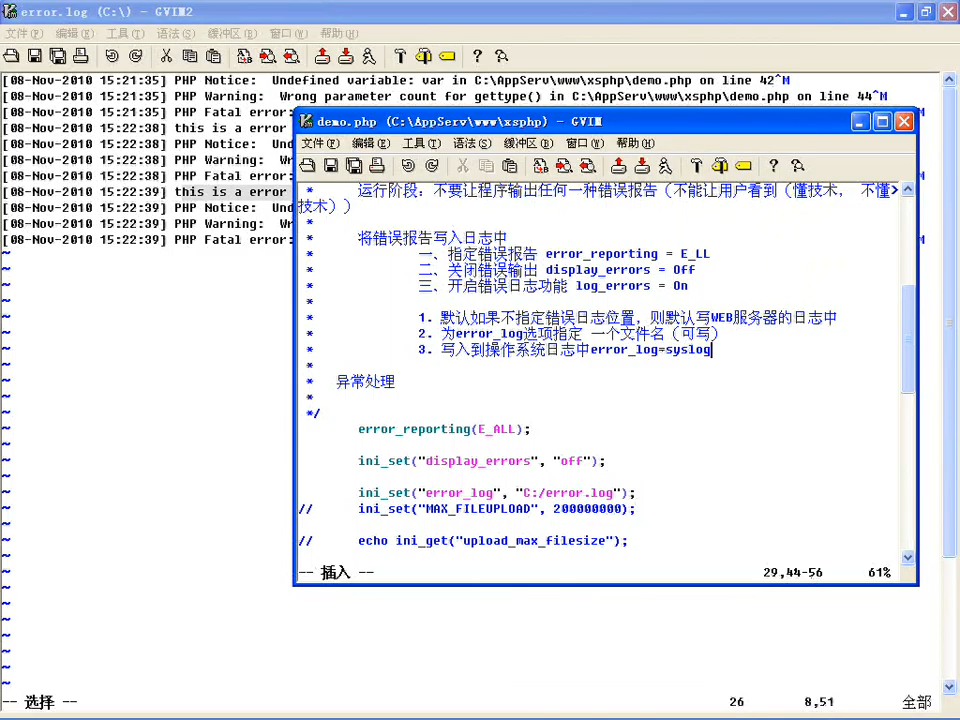 error.log (C:\) - GVIM2
文件(F) 编辑(E) 工具(T) 语法(S) 缓冲区(B) 窗口(W) 帮助(H)
[08-Nov-2010 15:21:35] PHP Notice:  Undefined variable: var in C:\AppServ\www\xsphp\demo.php on line 42^M
[08-Nov-2010 15:21:35] PHP Warning:  Wrong parameter count for gettype() in C:\AppServ\www\xsphp\demo.php on line 44^M
[08-Nov-2010 15:21:35] PHP Fatal error:
[08-Nov-2010 15:22:38] this is a error
[08-Nov-2010 15:22:38] PHP Notice:  Und
[08-Nov-2010 15:22:38] PHP Warning:  Wr
[08-Nov-2010 15:22:38] PHP Fatal error:
[08-Nov-2010 15:22:39] this is a error
[08-Nov-2010 15:22:39] PHP Notice:  Und
[08-Nov-2010 15:22:39] PHP Warning:  Wr
[08-Nov-2010 15:22:39] PHP Fatal error:
-- 选择 --
26
8,51
全部
demo.php (C:\AppServ\www\xsphp) - GVIM
文件(F) 编辑(E) 工具(T) 语法(S) 缓冲区(B) 窗口(W) 帮助(H)
* 运行阶段: 不要让程序输出任何一种错误报告（不能让用户看到（懂技术， 不懂>
技术））
*
* 将错误报告写入日志中
* 一、指定错误报告 error_reporting = E_LL
* 二、关闭错误输出 display_errors = Off
* 三、开启错误日志功能 log_errors = On
*
* 1. 默认如果不指定错误日志位置，则默认写WEB服务器的日志中
* 2. 为error_log选项指定 一个文件名（可写）
* 3. 写入到操作系统日志中error_log=syslog
*
* 异常处理
*
*/
error_reporting(E_ALL);
ini_set("display_errors", "off");
ini_set("error_log", "C:/error.log");
// ini_set("MAX_FILEUPLOAD", 200000000);
// echo ini_get("upload_max_filesize");
-- 插入 --
29,44-56
61%